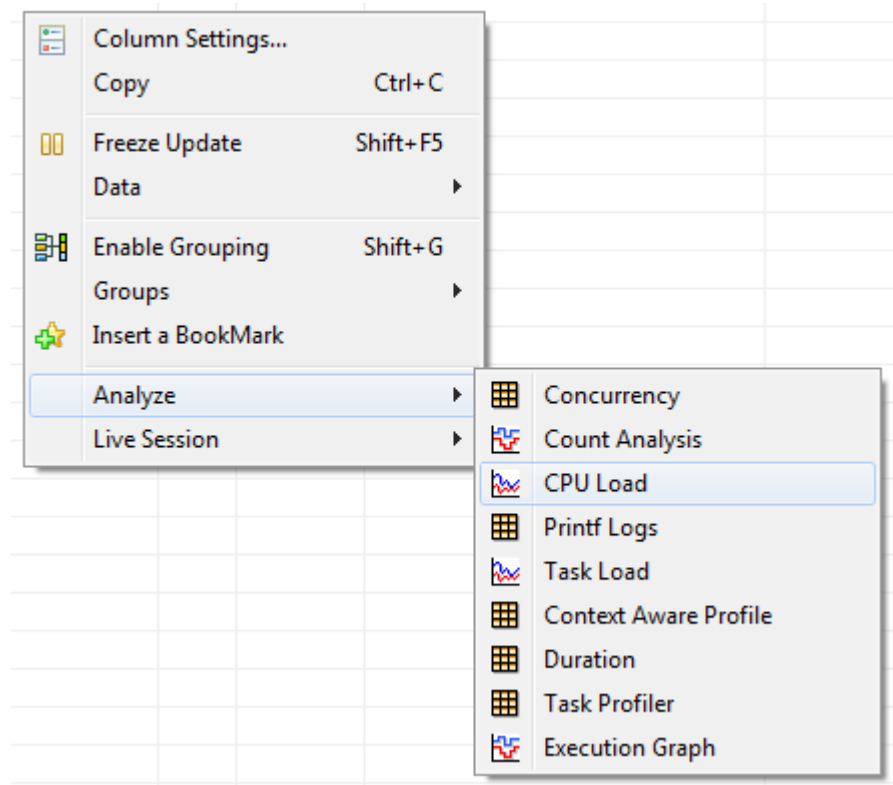 Column Settings...
Copy Ctrl+C
Freeze Update Shift+F5
Data
Enable Grouping Shift+G
Groups
Insert a BookMark
Analyze
Live Session
Concurrency
Count Analysis
CPU Load
Printf Logs
Task Load
Context Aware Profile
Duration
Task Profiler
Execution Graph